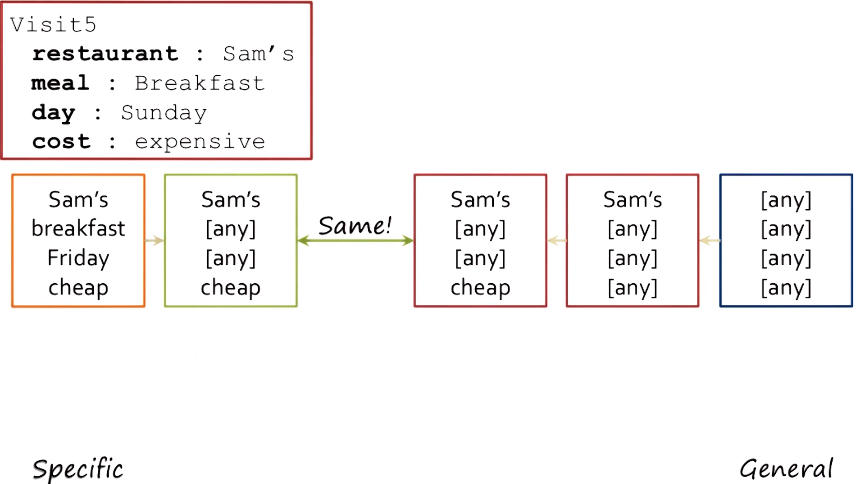 Visit5
restaurant : Sam's
meal : Breakfast
day : Sunday
cost : expensive
Sam's
breakfast
Friday
cheap
Sam's
[any]
[any]
cheap
Same!
Sam's
[any]
[any]
cheap
Sam's
[any]
[any]
[any]
[any]
[any]
[any]
[any]
Specific
General